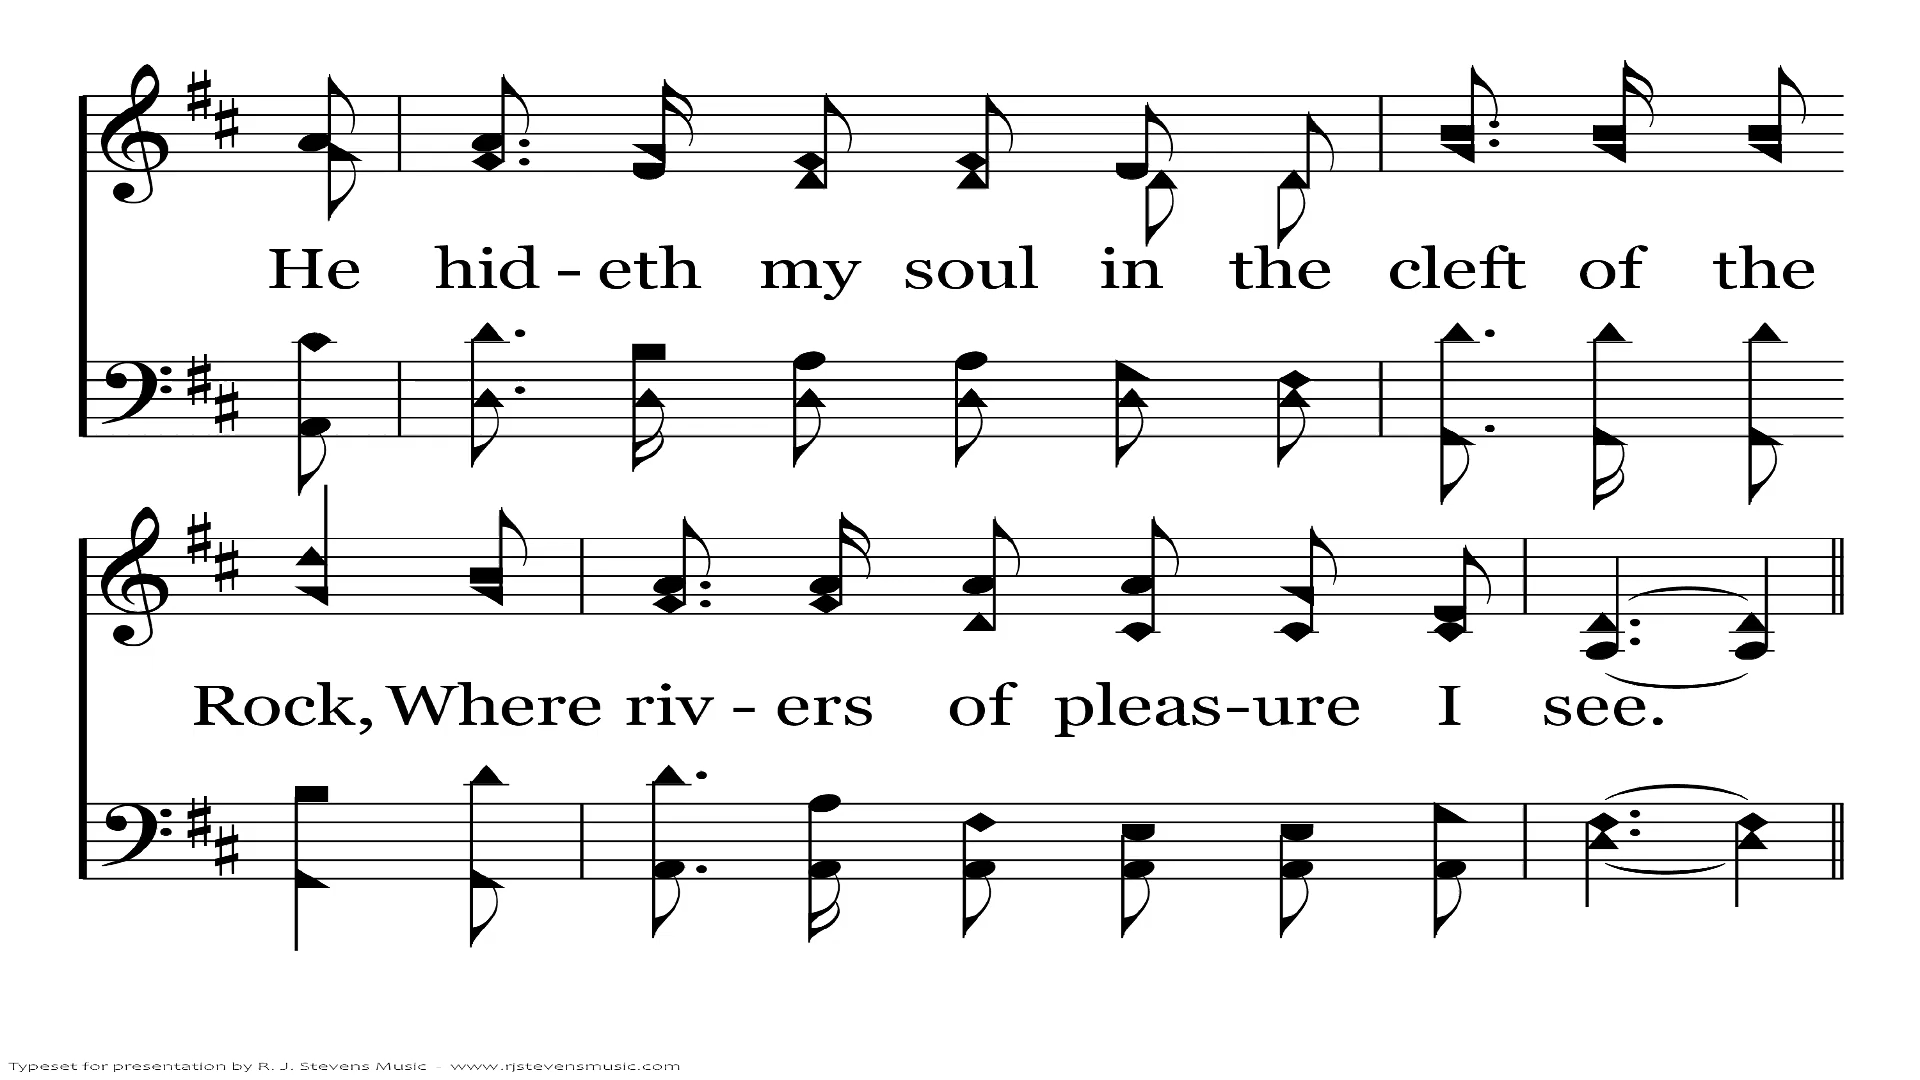 He hid - eth my soul in the cleft of the
Rock, Where riv - ers of pleas-ure I see.
Typeset for presentation by R. J. Stevens Music - www.rjstevensmusic.com